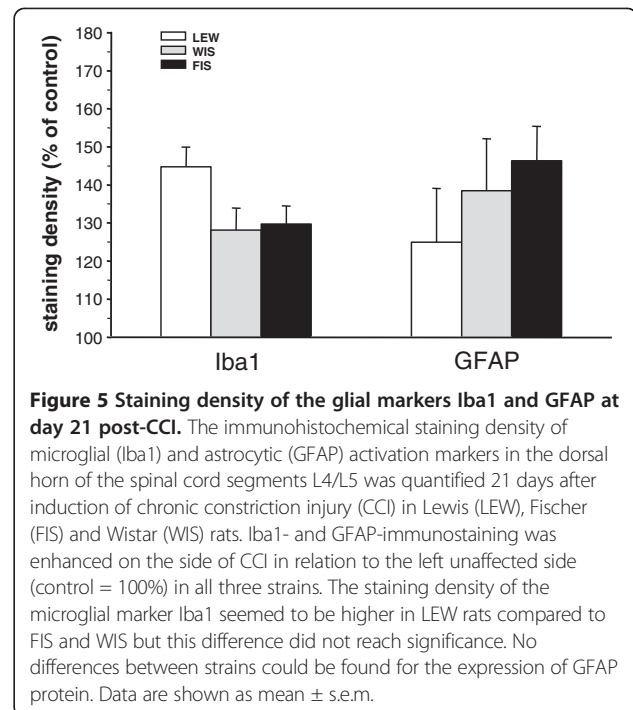 staining density (% of control)
180
170
160
150
140
130
120
110
100
LEW
WIS
FIS
Iba1
GFAP
Figure 5 Staining density of the glial markers Iba1 and GFAP at
day 21 post-CCI. The immunohistochemical staining density of
microglial (Iba1) and astrocytic (GFAP) activation markers in the dorsal
horn of the spinal cord segments L4/L5 was quantified 21 days after
induction of chronic constriction injury (CCI) in Lewis (LEW), Fischer
(FIS) and Wistar (WIS) rats. Iba1- and GFAP-immunostaining was
enhanced on the side of CCI in relation to the left unaffected side
(control = 100%) in all three strains. The staining density of the
microglial marker Iba1 seemed to be higher in LEW rats compared to
FIS and WIS but this difference did not reach significance. No
differences between strains could be found for the expression of GFAP
protein. Data are shown as mean ± s.e.m.